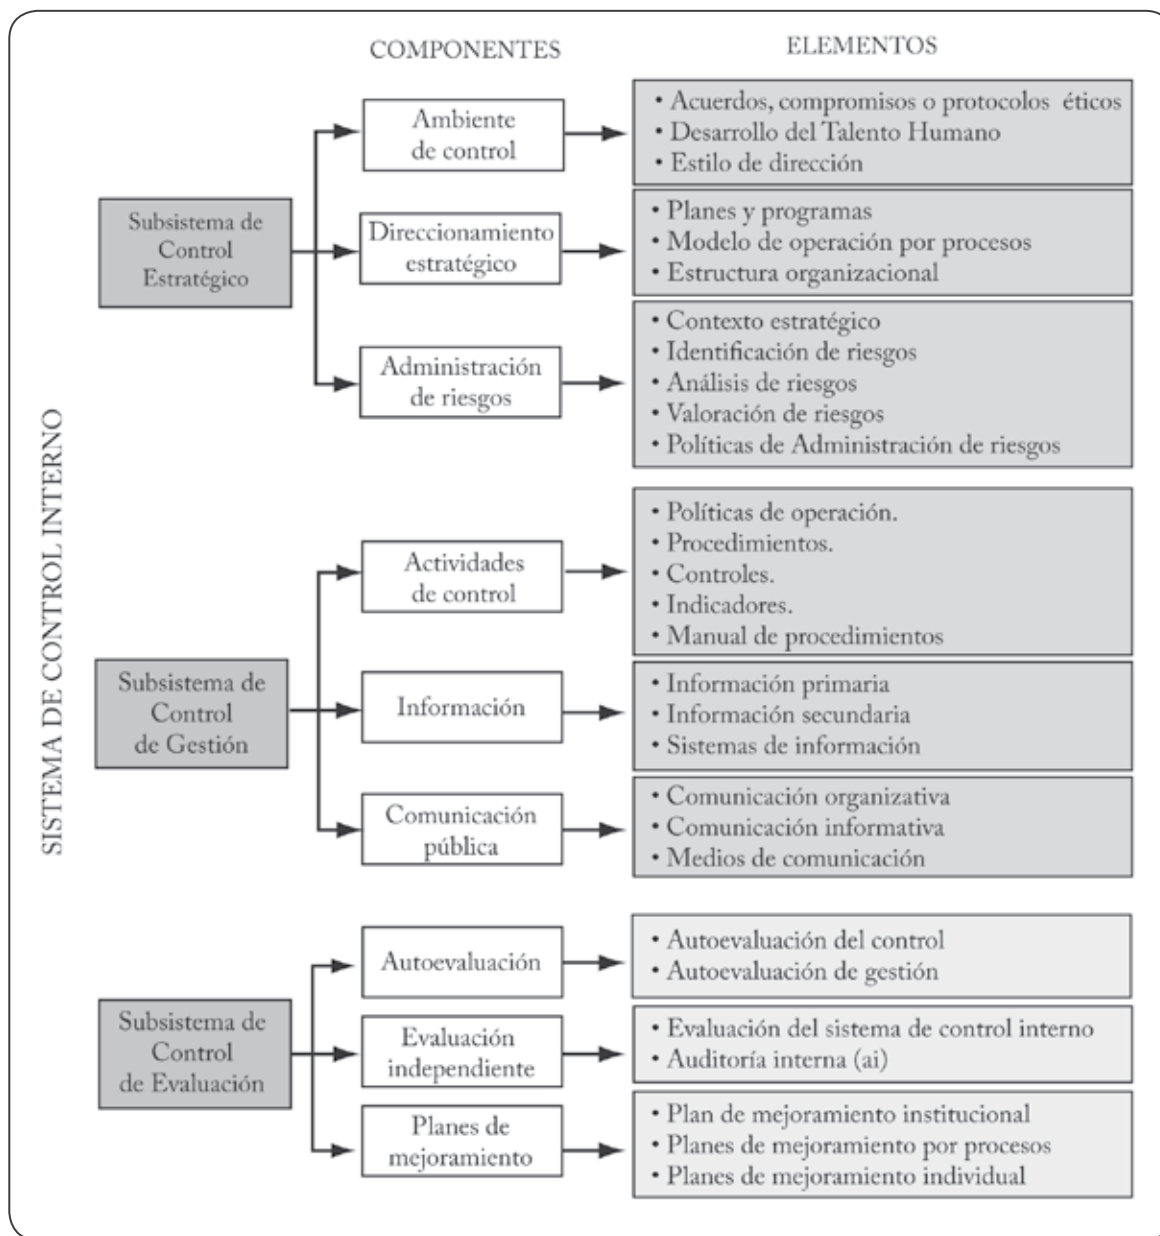 COMPONENTES
ELEMENTOS
SISTEMA DE CONTROL INTERNO
Subsistema de
Control
Estratégico
Ambiente
de control
• Acuerdos, compromisos o protocolos éticos
• Desarrollo del Talento Humano
• Estilo de dirección
Direccionamiento
estratégico
• Planes y programas
• Modelo de operación por procesos
• Estructura organizacional
Administración
de riesgos
• Contexto estratégico
• Identificación de riesgos
• Análisis de riesgos
• Valoración de riesgos
• Políticas de Administración de riesgos
Subsistema de
Control
de Gestión
Actividades
de control
• Políticas de operación.
• Procedimientos.
• Controles.
• Indicadores.
• Manual de procedimientos
Información
• Información primaria
• Información secundaria
• Sistemas de información
Comunicación
pública
• Comunicación organizativa
• Comunicación informativa
• Medios de comunicación
Subsistema de
Control
de Evaluación
Autoevaluación
• Autoevaluación del control
• Autoevaluación de gestión
Evaluación
independiente
• Evaluación del sistema de control interno
• Auditoría interna (ai)
Planes de
mejoramiento
• Plan de mejoramiento institucional
• Planes de mejoramiento por procesos
• Planes de mejoramiento individual